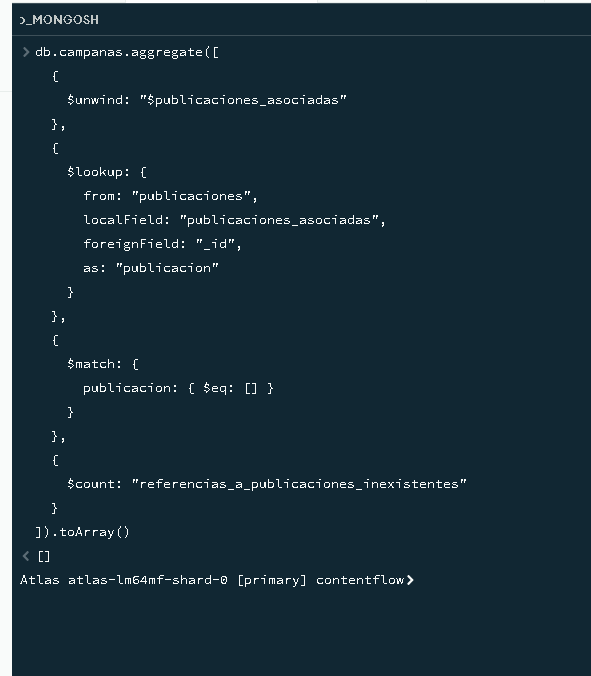 >_MONGOSH
> db.campanas.aggregate([
  {
    $unwind: "$publicaciones_asociadas"
  },
  {
    $lookup: {
      from: "publicaciones",
      localField: "publicaciones_asociadas",
      foreignField: "_id",
      as: "publicacion"
    }
  },
  {
    $match: {
      publicacion: { $eq: [] }
    }
  },
  {
    $count: "referencias_a_publicaciones_inexistentes"
  }
]).toArray()
< []
Atlas atlas-lm64mf-shard-0 [primary] contentflow>